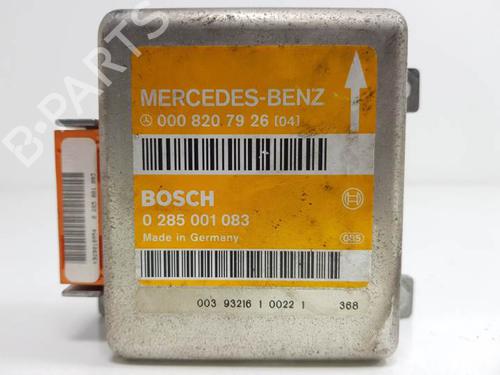 MERCEDES-BENZ
000 820 79 26 [04]
BOSCH
0 285 001 083
Made in Germany
085
003 93216 1 0022 1 368
B-PARTS